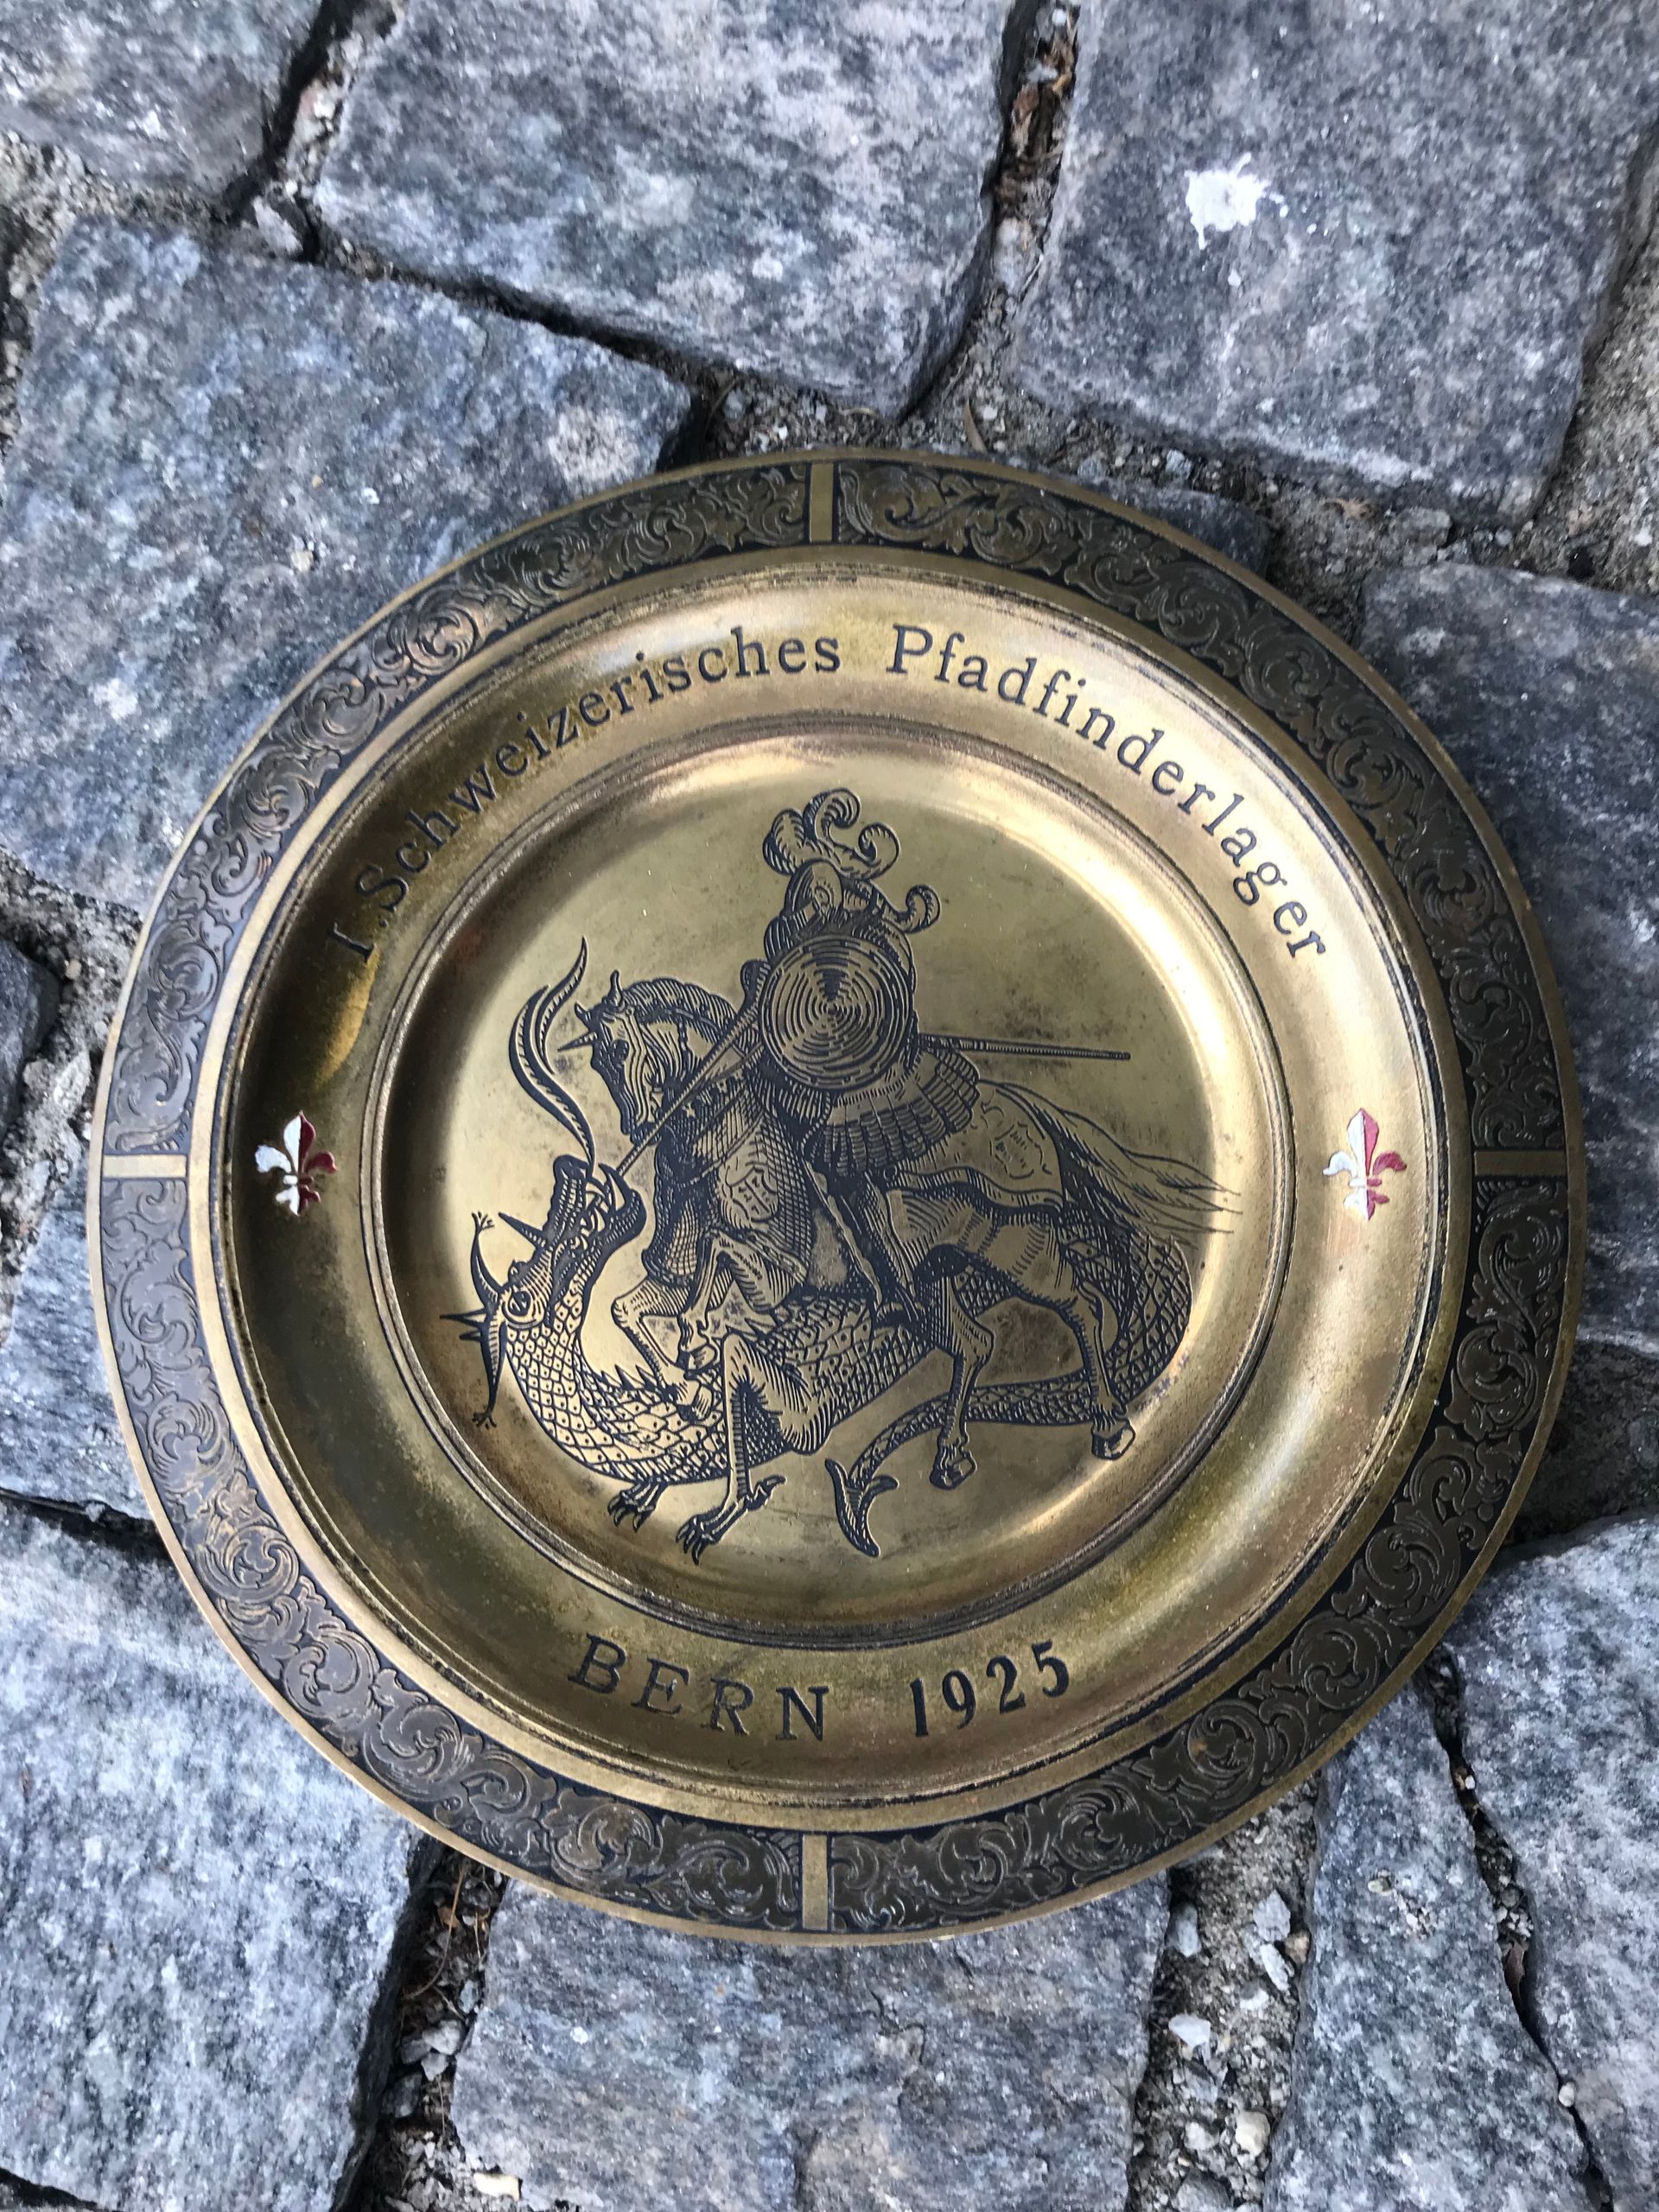 I. Schweizerisches Pfadfinderlager
BERN 1925